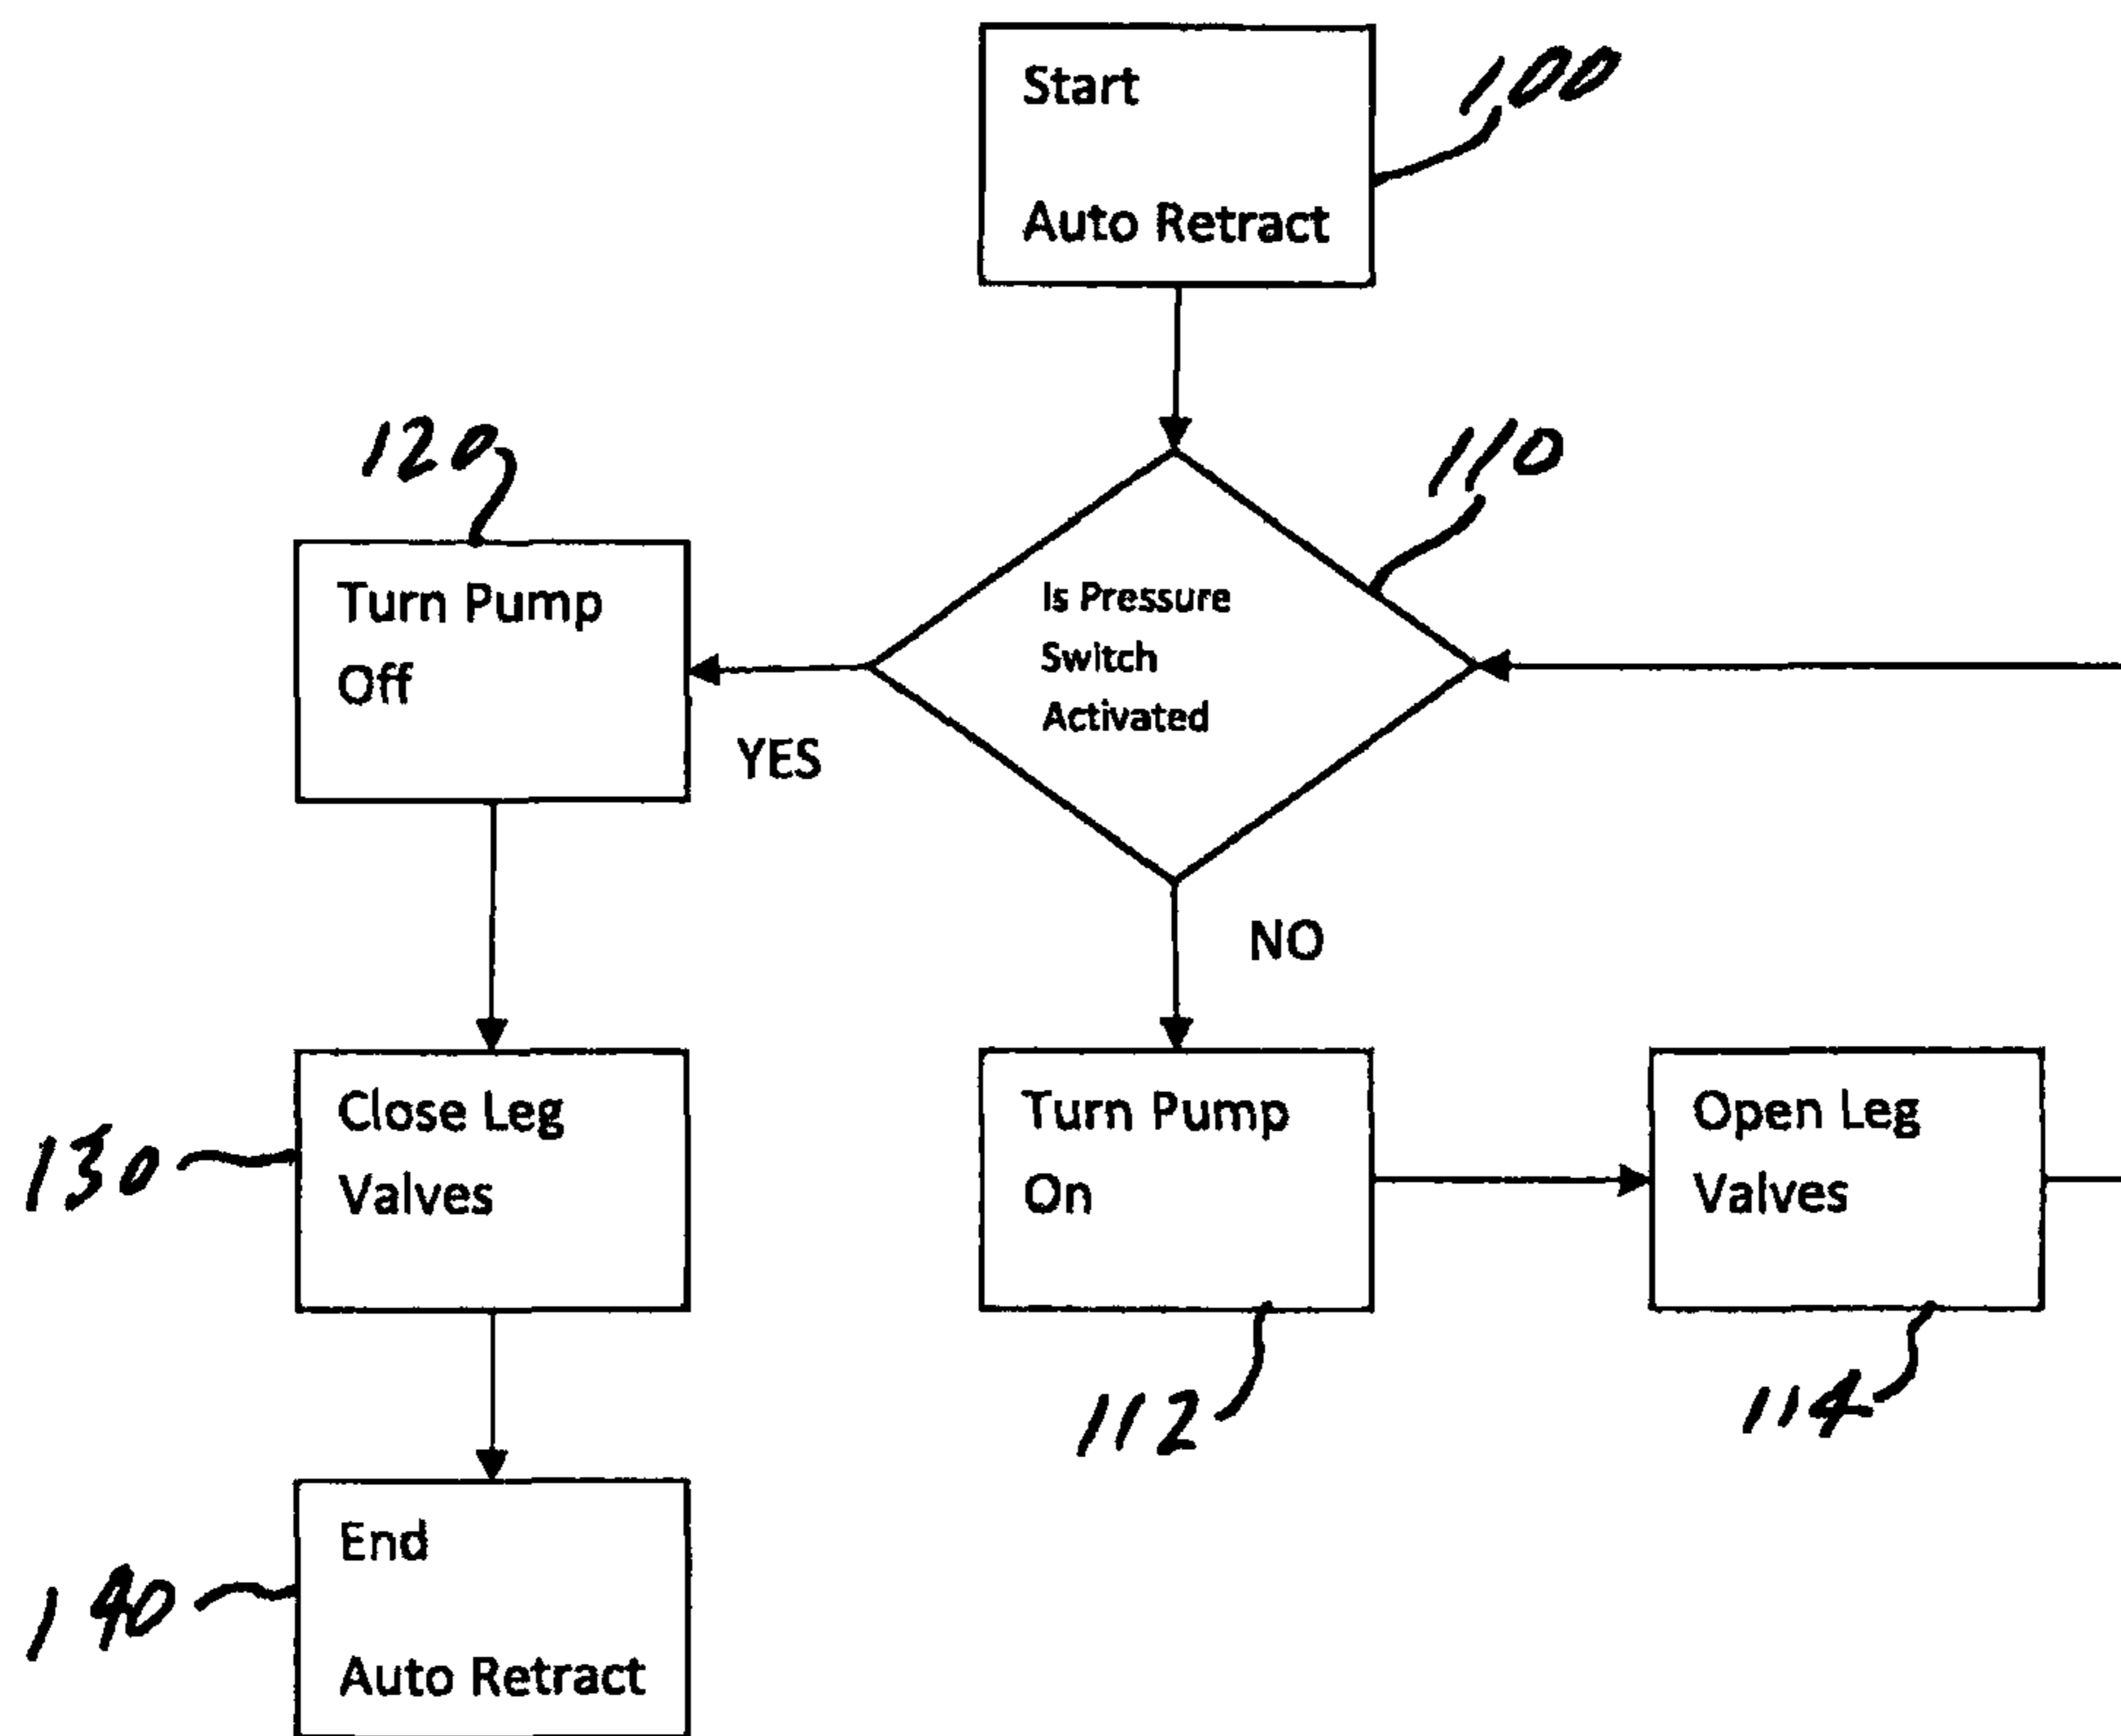 Start
Auto Retract
100
110
120
Is Pressure
Switch
Activated
Turn Pump
Off
YES
NO
Close Leg
Valves
130
Turn Pump
On
112
Open Leg
Valves
114
End
Auto Retract
140